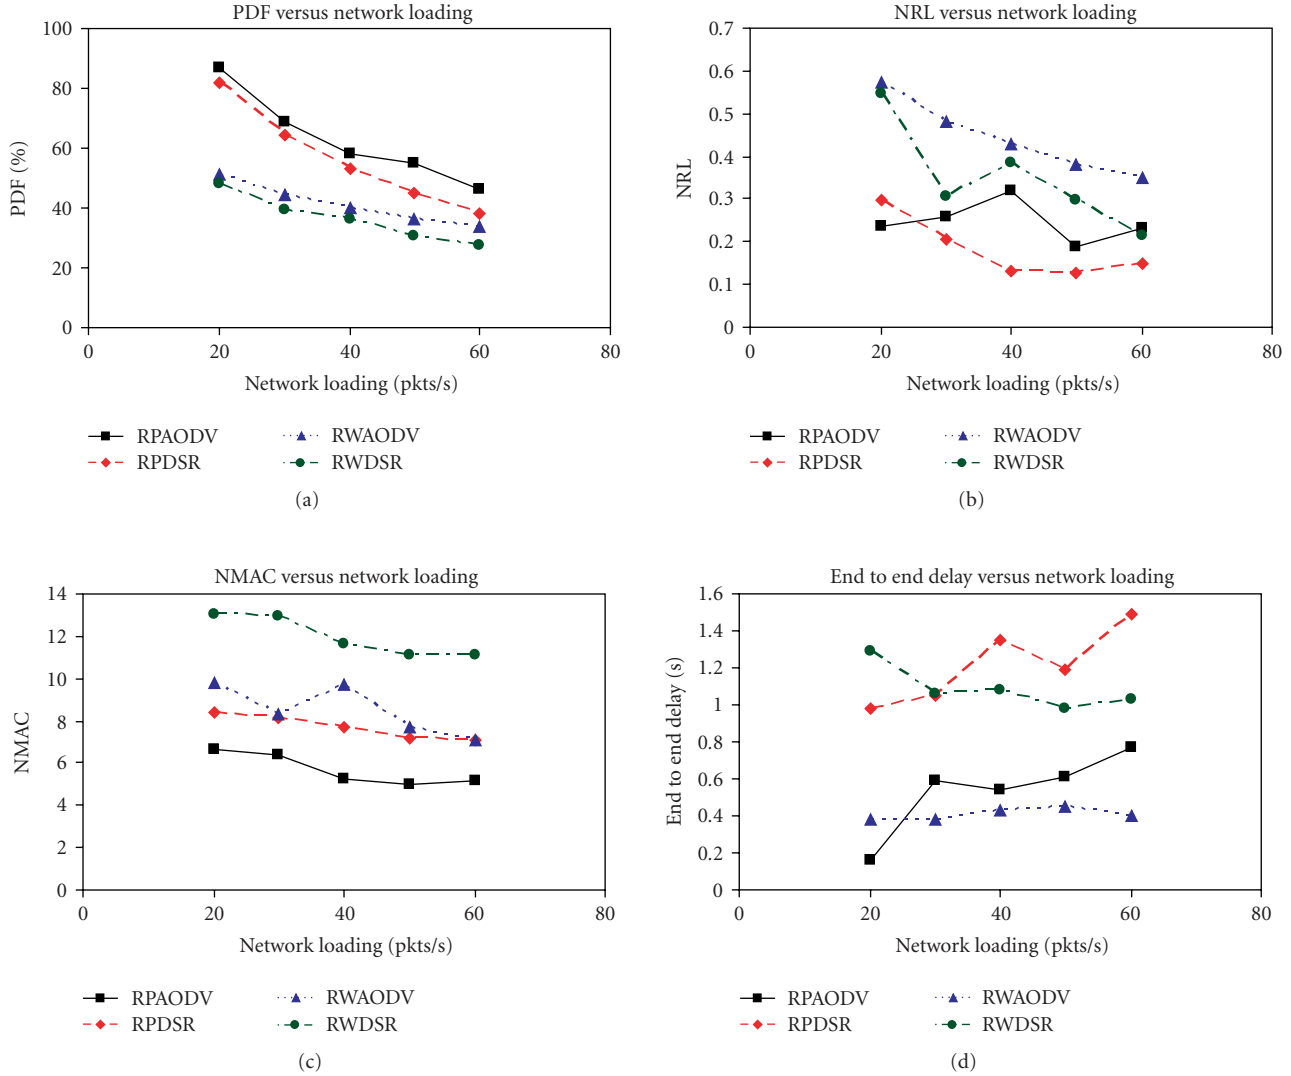 PDF versus network loading
100
80
60
40
20
0
PDF (%)
0 20 40 60 80
Network loading (pkts/s)
RPAODV RWAODV
RPDSR RWDSR
(a)
NRL versus network loading
0.7
0.6
0.5
0.4
0.3
0.2
0.1
0
NRL
0 20 40 60 80
Network loading (pkts/s)
RPAODV RWAODV
RPDSR RWDSR
(b)
NMAC versus network loading
14
12
10
8
6
4
2
0
NMAC
0 20 40 60 80
Network loading (pkts/s)
RPAODV RWAODV
RPDSR RWDSR
(c)
End to end delay versus network loading
1.6
1.4
1.2
1
0.8
0.6
0.4
0.2
0
End to end delay (s)
0 20 40 60 80
Network loading (pkts/s)
RPAODV RWAODV
RPDSR RWDSR
(d)